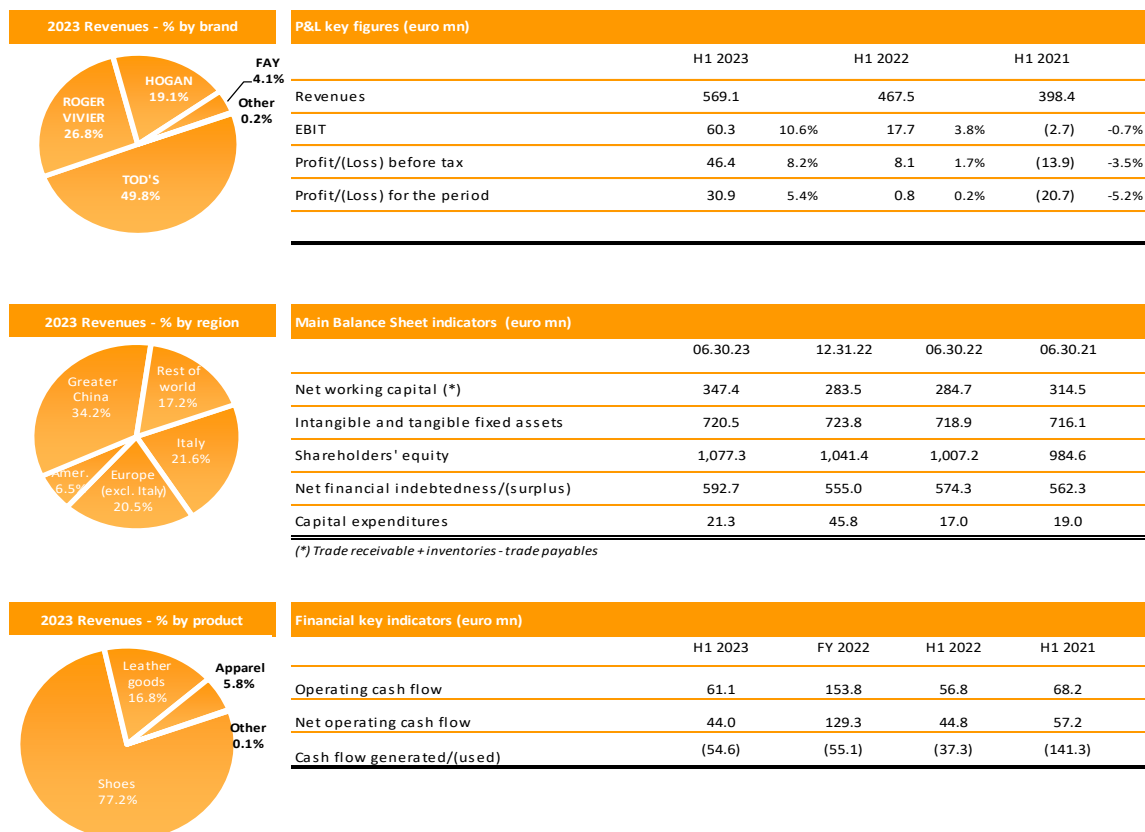 2023 Revenues - % by brand
HOGAN
19.1%
FAY
4.1%
Other
0.2%
ROGER
VIVIER
26.8%
TOD'S
49.8%
P&L key figures (euro mn)
H1 2023 H1 2022 H1 2021
Revenues 569.1 467.5 398.4
EBIT 60.3 10.6% 17.7 3.8% (2.7) -0.7%
Profit/(Loss) before tax 46.4 8.2% 8.1 1.7% (13.9) -3.5%
Profit/(Loss) for the period 30.9 5.4% 0.8 0.2% (20.7) -5.2%
2023 Revenues - % by region
Greater
China
34.2%
Rest of
world
17.2%
Italy
21.6%
Amer.
6.5%
Europe
(excl. Italy)
20.5%
Main Balance Sheet indicators (euro mn)
06.30.23 12.31.22 06.30.22 06.30.21
Net working capital (*) 347.4 283.5 284.7 314.5
Intangible and tangible fixed assets 720.5 723.8 718.9 716.1
Shareholders' equity 1,077.3 1,041.4 1,007.2 984.6
Net financial indebtedness/(surplus) 592.7 555.0 574.3 562.3
Capital expenditures 21.3 45.8 17.0 19.0
(*) Trade receivable + inventories - trade payables
2023 Revenues - % by product
Leather
goods
16.8%
Apparel
5.8%
Other
0.1%
Shoes
77.2%
Financial key indicators (euro mn)
H1 2023 FY 2022 H1 2022 H1 2021
Operating cash flow 61.1 153.8 56.8 68.2
Net operating cash flow 44.0 129.3 44.8 57.2
Cash flow generated/(used) (54.6) (55.1) (37.3) (141.3)